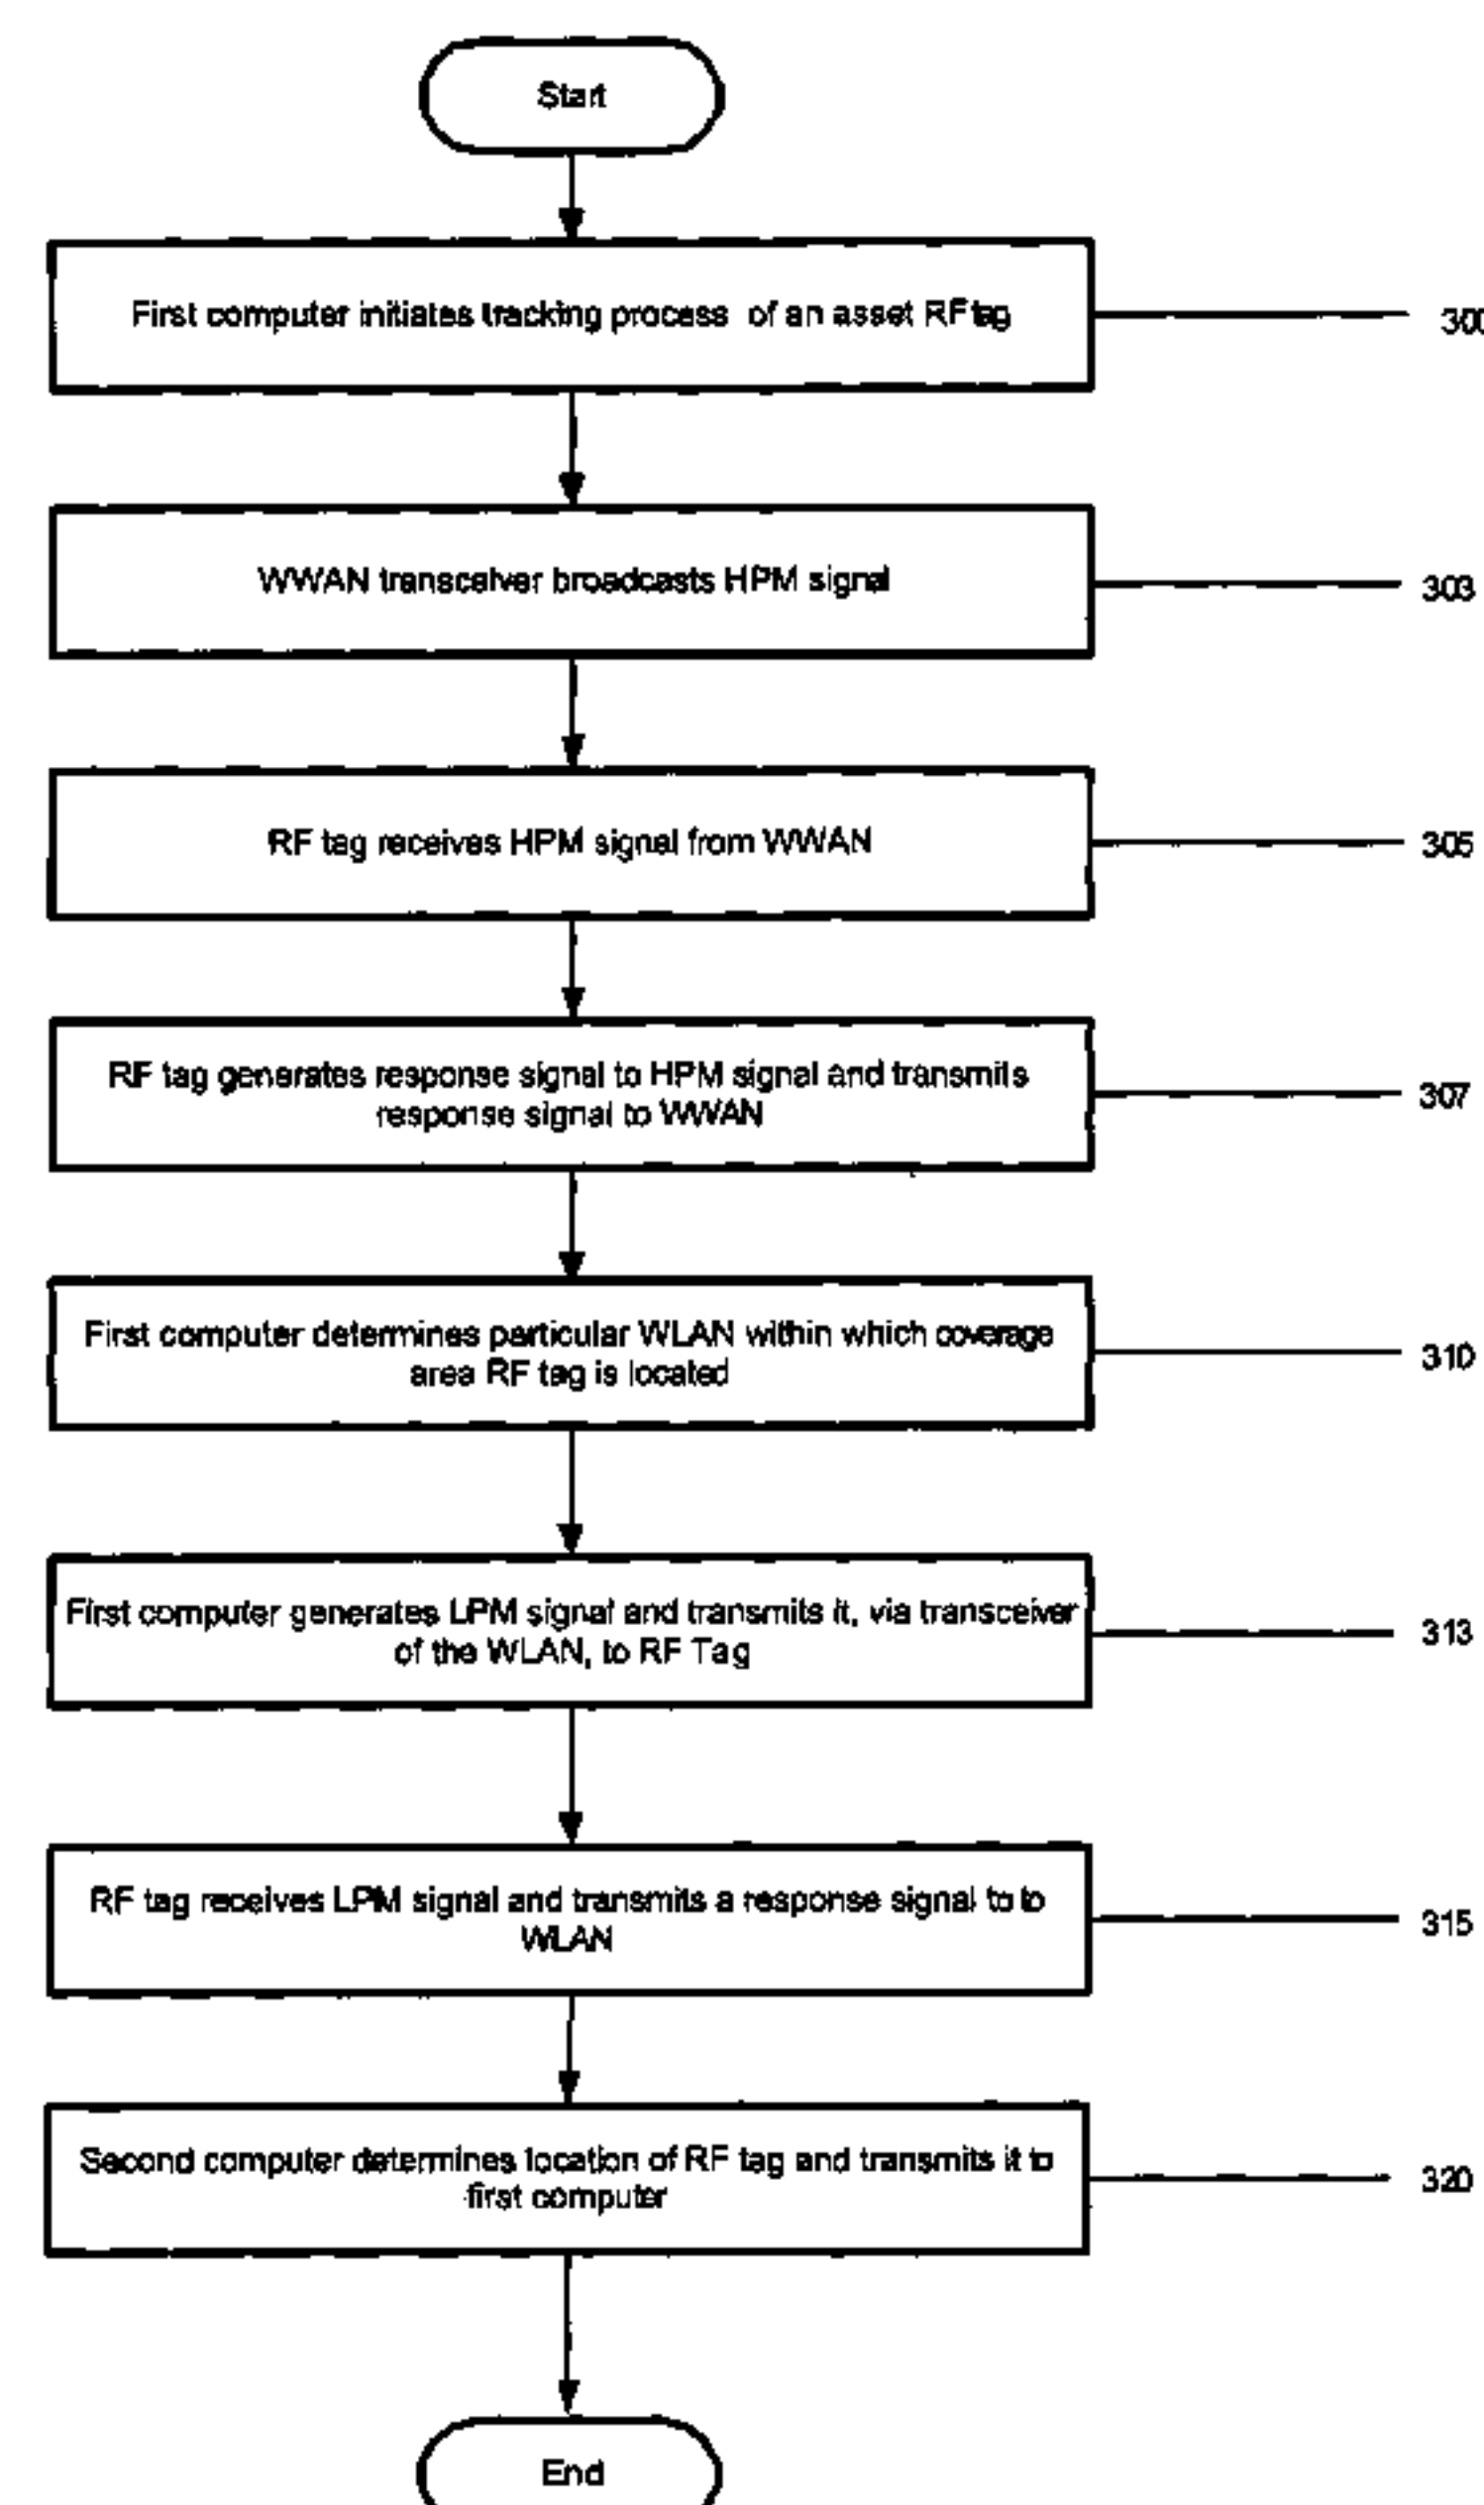 Start
First computer initiates tracking process of an asset RF tag
300
WWAN transceiver broadcasts HPM signal
303
RF tag receives HPM signal from WWAN
305
RF tag generates response signal to HPM signal and transmits
response signal to WWAN
307
First computer determines particular WLAN within which coverage
area RF tag is located
310
First computer generates LPM signal and transmits it, via transceiver
of the WLAN, to RF Tag
313
RF tag receives LPM signal and transmits a response signal to to
WLAN
315
Second computer determines location of RF tag and transmits it to
first computer
320
End